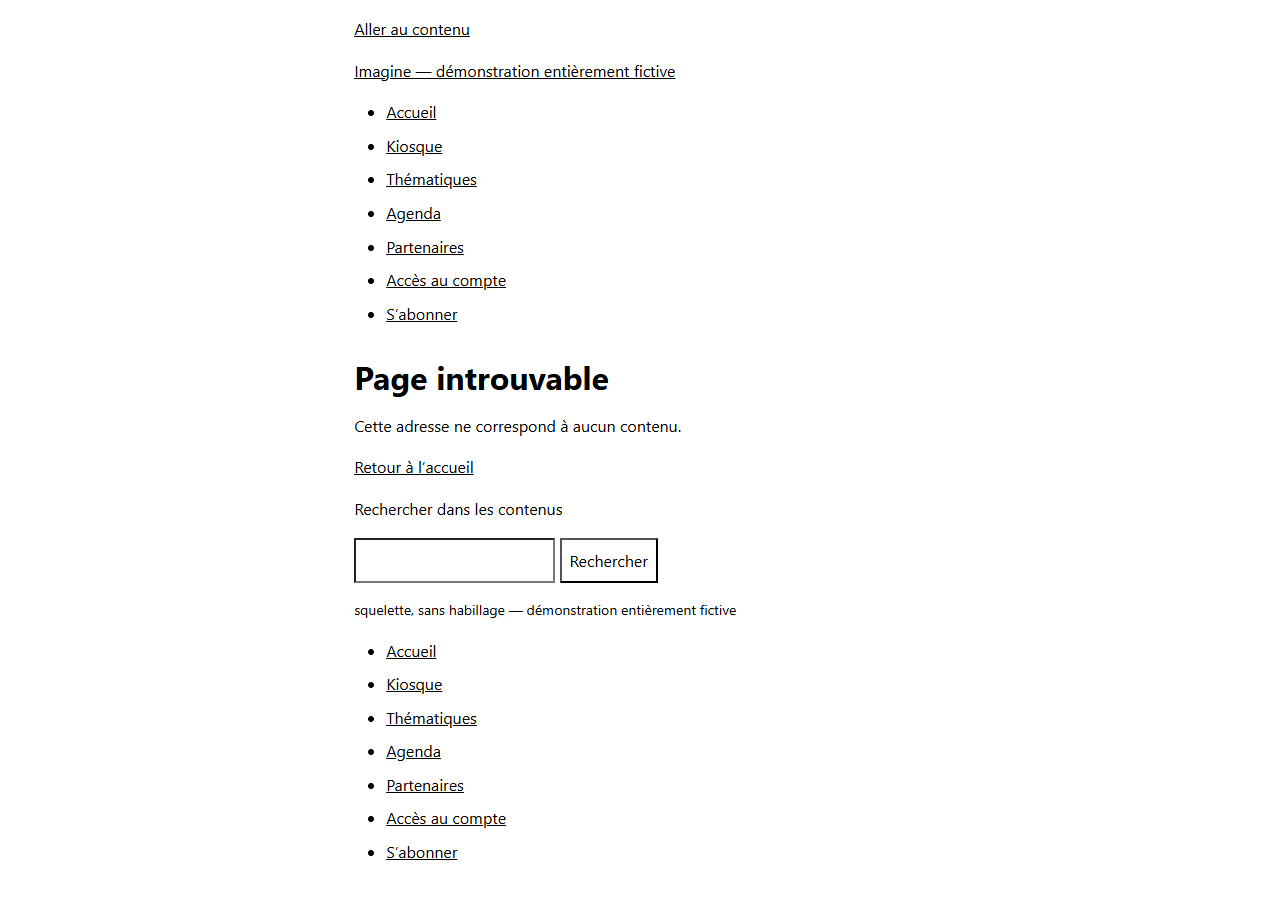 Aller au contenu
Imagine — démonstration entièrement fictive
Accueil
Kiosque
Thématiques
Agenda
Partenaires
Accès au compte
S'abonner
Page introuvable
Cette adresse ne correspond à aucun contenu.
Retour à l'accueil
Rechercher dans les contenus
Rechercher
squelette, sans habillage — démonstration entièrement fictive
Accueil
Kiosque
Thématiques
Agenda
Partenaires
Accès au compte
S'abonner